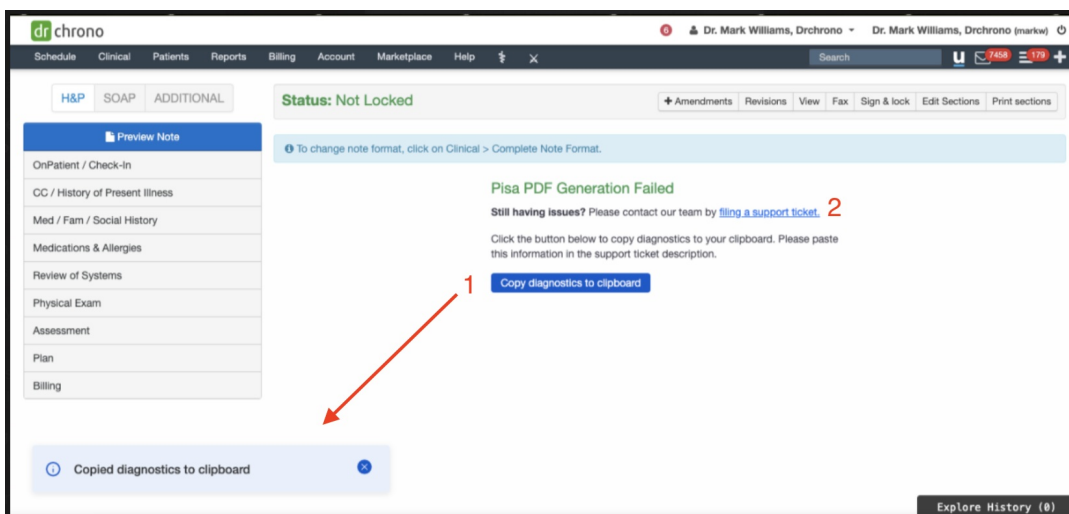 dr chrono
6 Dr. Mark Williams, Drchrono Dr. Mark Williams, Drchrono (markw)
Schedule Clinical Patients Reports Billing Account Marketplace Help Search 7458 179
H&P SOAP ADDITIONAL
Status: Not Locked
Amendments Revisions View Fax Sign & lock Edit Sections Print sections
Preview Note
OnPatient / Check-In
CC / History of Present Illness
Med / Fam / Social History
Medications & Allergies
Review of Systems
Physical Exam
Assessment
Plan
Billing
To change note format, click on Clinical > Complete Note Format.
Pisa PDF Generation Failed
Still having issues? Please contact our team by filing a support ticket. 2
Click the button below to copy diagnostics to your clipboard. Please paste
this information in the support ticket description.
1 Copy diagnostics to clipboard
Copied diagnostics to clipboard
Explore History (0)